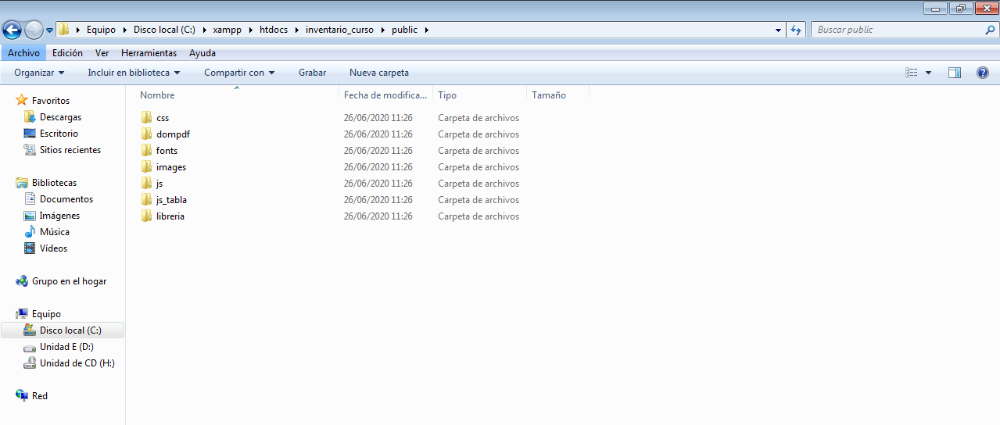 Equipo Disco local (C:) xampp htdocs inventario_curso public Buscar public
Archivo Edición Ver Herramientas Ayuda
Organizar Incluir en biblioteca Compartir con Grabar Nueva carpeta
Favoritos
Descargas
Escritorio
Sitios recientes
Bibliotecas
Documentos
Imágenes
Música
Vídeos
Grupo en el hogar
Equipo
Disco local (C:)
Unidad E (D:)
Unidad de CD (H:)
Red
Nombre Fecha de modifica... Tipo Tamaño
css 26/06/2020 11:26 Carpeta de archivos
dompdf 26/06/2020 11:26 Carpeta de archivos
fonts 26/06/2020 11:26 Carpeta de archivos
images 26/06/2020 11:26 Carpeta de archivos
js 26/06/2020 11:26 Carpeta de archivos
js_tabla 26/06/2020 11:26 Carpeta de archivos
libreria 26/06/2020 11:26 Carpeta de archivos